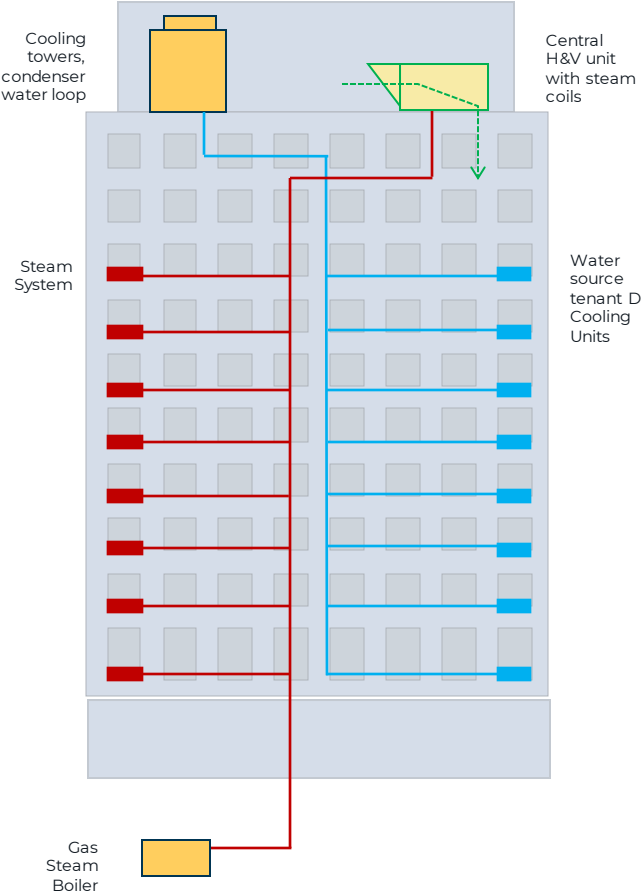 Cooling
towers,
condenser
water loop
Central
H&V unit
with steam
coils
Steam
System
Water
source
tenant D
Cooling
Units
Gas
Steam
Boiler